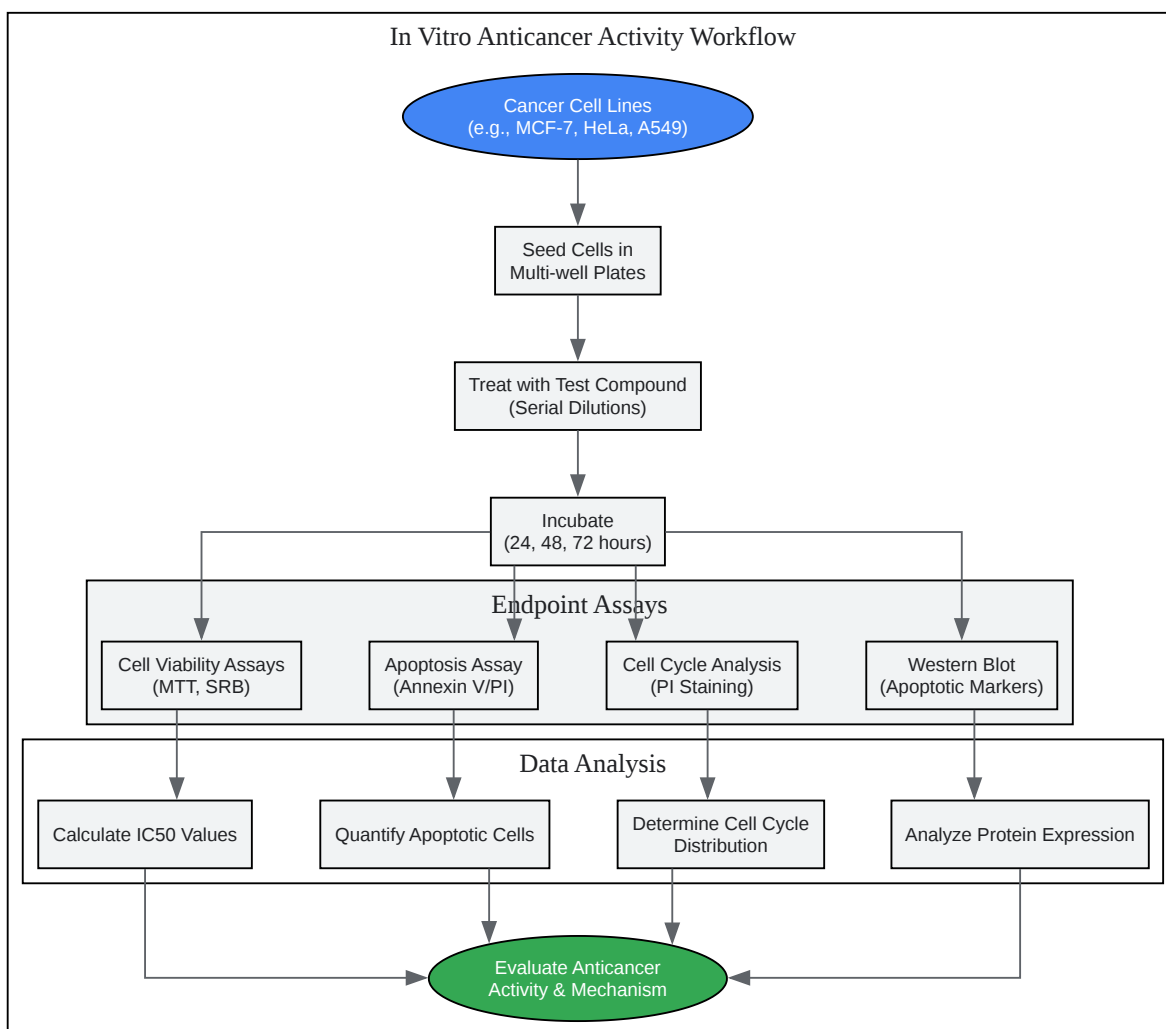 In Vitro Anticancer Activity Workflow
Cancer Cell Lines
(e.g., MCF-7, HeLa, A549)
Seed Cells in
Multi-well Plates
Treat with Test Compound
(Serial Dilutions)
Incubate
(24, 48, 72 hours)
Endpoint Assays
Cell Viability Assays
(MTT, SRB)
Apoptosis Assay
(Annexin V/PI)
Cell Cycle Analysis
(PI Staining)
Western Blot
(Apoptotic Markers)
Data Analysis
Calculate IC50 Values
Quantify Apoptotic Cells
Determine Cell Cycle
Distribution
Analyze Protein Expression
Evaluate Anticancer
Activity & Mechanism